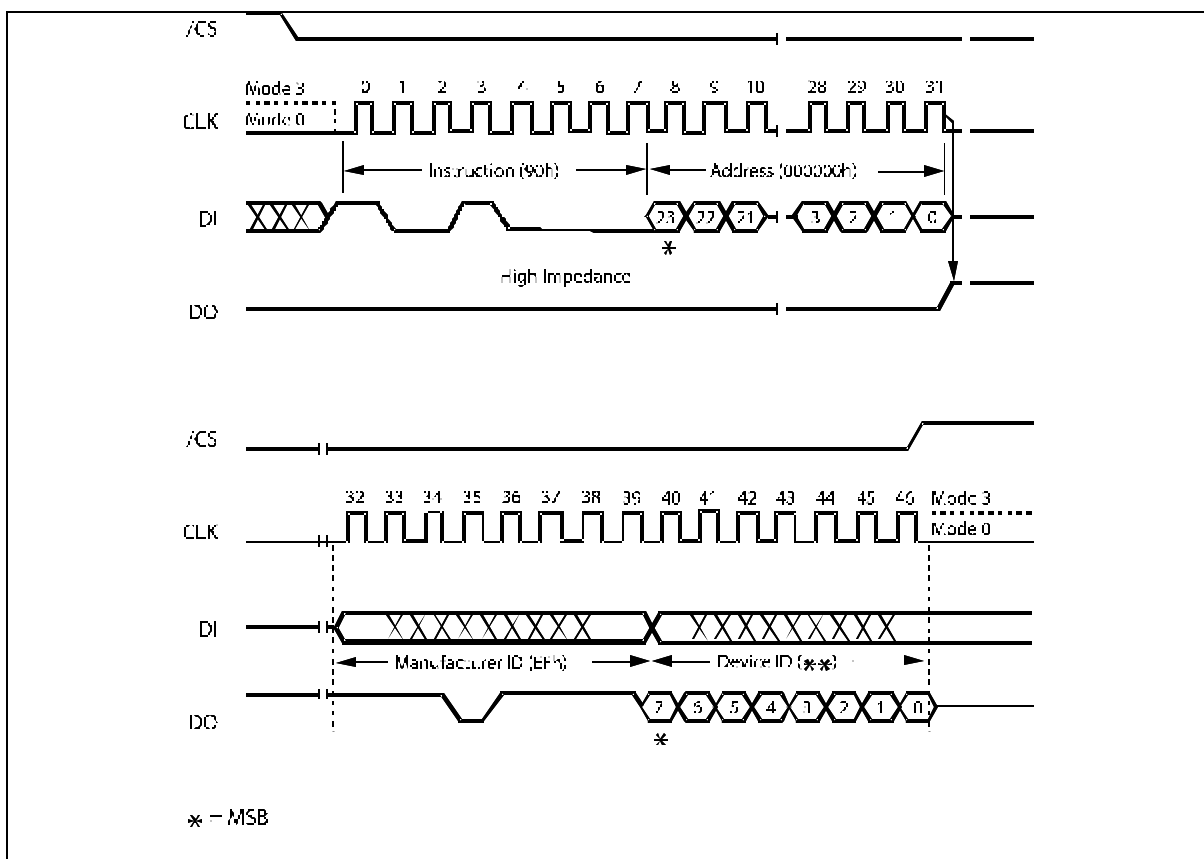 /CS
Mode 3
0 1 2 3 4 5 6 7 8 9 10 28 29 30 31
CLK
Mode 0
Instruction (90h)
Address (000000h)
DI
23 22 21 3 2 1 0
*
High Impedance
DO
/CS
32 33 34 35 36 37 38 39 40 41 42 43 44 45 46
Mode 3
CLK
Mode 0
DI
Manufacturer ID (EFh)
Device ID (**)
DO
7 6 5 4 3 2 1 0
*
* = MSB